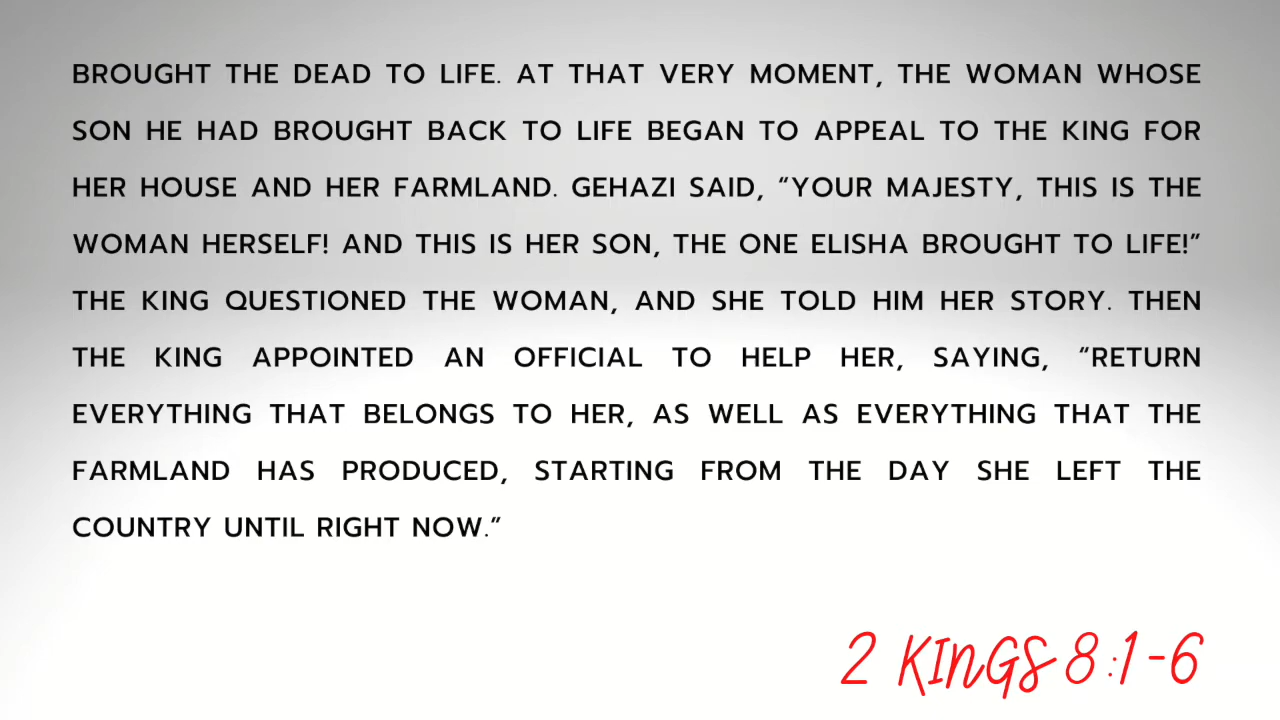 BROUGHT THE DEAD TO LIFE. AT THAT VERY MOMENT, THE WOMAN WHOSE
SON HE HAD BROUGHT BACK TO LIFE BEGAN TO APPEAL TO THE KING FOR
HER HOUSE AND HER FARMLAND. GEHAZI SAID, “YOUR MAJESTY, THIS IS THE
WOMAN HERSELF! AND THIS IS HER SON, THE ONE ELISHA BROUGHT TO LIFE!”
THE KING QUESTIONED THE WOMAN, AND SHE TOLD HIM HER STORY. THEN
THE KING APPOINTED AN OFFICIAL TO HELP HER, SAYING, “RETURN
EVERYTHING THAT BELONGS TO HER, AS WELL AS EVERYTHING THAT THE
FARMLAND HAS PRODUCED, STARTING FROM THE DAY SHE LEFT THE
COUNTRY UNTIL RIGHT NOW.”
2 KINGS 8:1-6